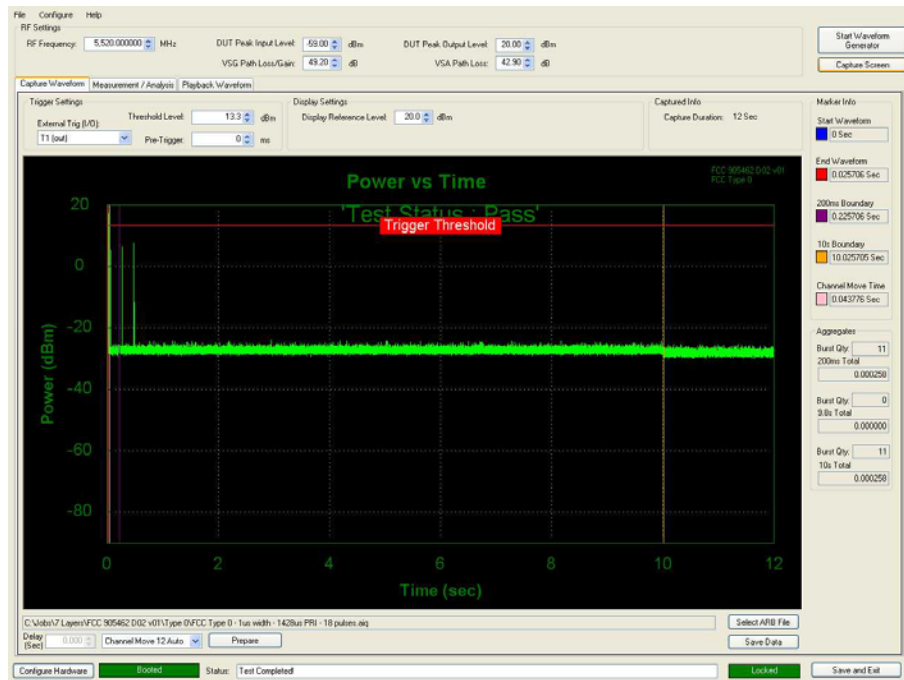 File Configure Help
RF Settings
RF Frequency: 5,520.000000 MHz
DUT Peak Input Level: -59.00 dBm
DUT Peak Output Level: 20.00 dBm
VSG Path Loss/Gain: 49.20 dB
VSA Path Loss: 42.90 dB
Start Waveform Generator
Capture Screen
Capture Waveform Measurement / Analysis Playback Waveform
Trigger Settings
External Trig (I/O):
T1 (out)
Threshold Level: 13.3 dBm
Pre-Trigger: 0 ms
Display Settings
Display Reference Level: 20.0 dBm
Captured Info
Capture Duration: 12 Sec
Marker Info
Start Waveform
0 Sec
End Waveform
0.025706 Sec
200ms Boundary
0.225706 Sec
10s Boundary
10.025705 Sec
Channel Move Time
0.043776 Sec
Aggregates
Burst Qty: 11
200ms Total
0.000258
Burst Qty: 0
9.8s Total
0.000000
Burst Qty: 11
10s Total
0.000258
Power vs Time
FCC 905462 D02 v01
FCC Type 0
'Test Status : Pass'
Trigger Threshold
20
0
-20
-40
-60
-80
Power (dBm)
0 2 4 6 8 10 12
Time (sec)
C:\Jobs\7 Layers\FCC 905462 D02 v01\Type 0\FCC Type 0 - 1us width - 1428us PRI - 18 pulses.aiq
Select ARB File
Delay (Sec) 0.000
Channel Move 12 Auto
Prepare
Save Data
Configure Hardware
Booted
Status: Test Completed!
Locked
Save and Exit